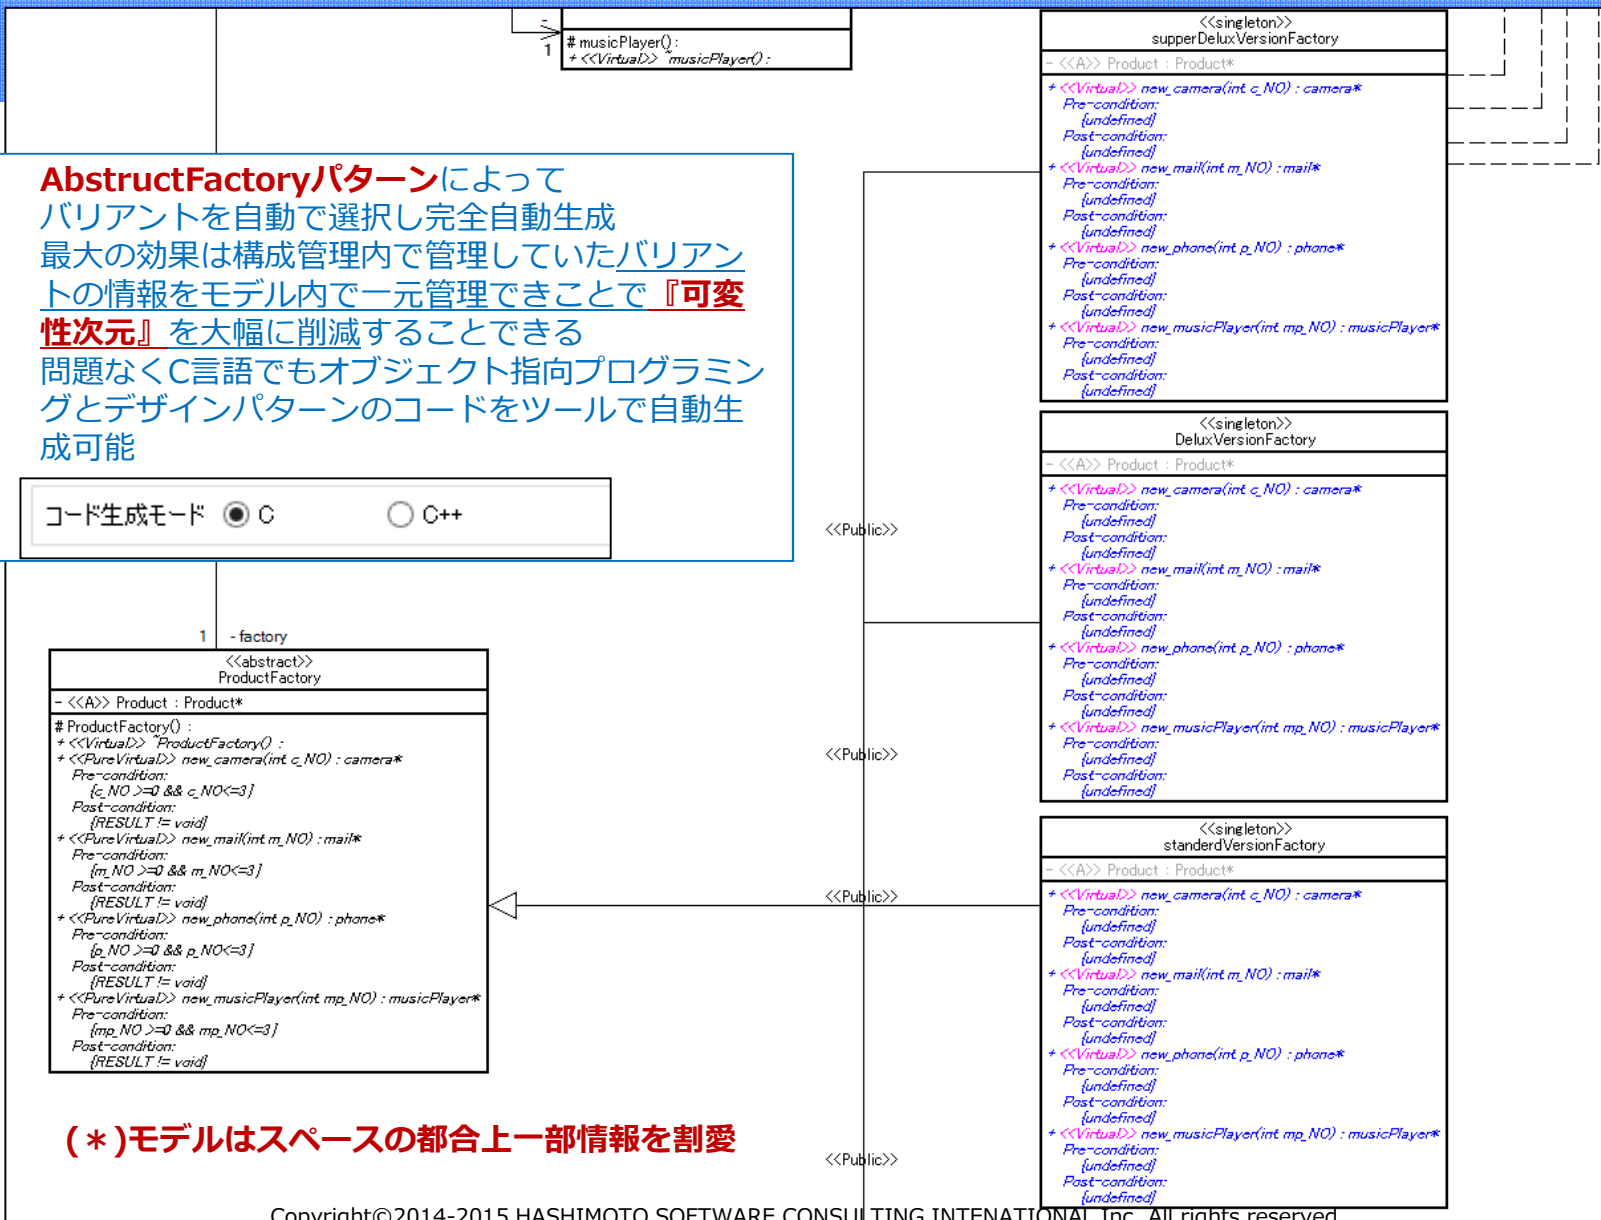 -
1
# musicPlayer() :
+ <<Virtual>> ~musicPlayer() :
<<singleton>>
supperDeluxVersionFactory
- <<A>> Product : Product*
+ <<Virtual>> new_camera(int c_NO) : camera*
Pre-condition:
{undefined}
Post-condition:
{undefined}
+ <<Virtual>> new_mail(int m_NO) : mail*
Pre-condition:
{undefined}
Post-condition:
{undefined}
+ <<Virtual>> new_phone(int p_NO) : phone*
Pre-condition:
{undefined}
Post-condition:
{undefined}
+ <<Virtual>> new_musicPlayer(int mp_NO) : musicPlayer*
Pre-condition:
{undefined}
Post-condition:
{undefined}
AbstructFactoryパターンによって
バリアントを自動で選択し完全自動生成
最大の効果は構成管理内で管理していたバリアン
トの情報をモデル内で一元管理できことで『可変
性次元』を大幅に削減することできる
問題なくC言語でもオブジェクト指向プログラミン
グとデザインパターンのコードをツールで自動生
成可能
コード生成モード C C++
<<singleton>>
DeluxVersionFactory
- <<A>> Product : Product*
+ <<Virtual>> new_camera(int c_NO) : camera*
Pre-condition:
{undefined}
Post-condition:
{undefined}
+ <<Virtual>> new_mail(int m_NO) : mail*
Pre-condition:
{undefined}
Post-condition:
{undefined}
+ <<Virtual>> new_phone(int p_NO) : phone*
Pre-condition:
{undefined}
Post-condition:
{undefined}
+ <<Virtual>> new_musicPlayer(int mp_NO) : musicPlayer*
Pre-condition:
{undefined}
Post-condition:
{undefined}
<<Public>>
<<Public>>
<<Public>>
<<Public>>
1 - factory
<<abstract>>
ProductFactory
- <<A>> Product : Product*
# ProductFactory() :
+ <<Virtual>> ~ProductFactory() :
+ <<PureVirtual>> new_camera(int c_NO) : camera*
Pre-condition:
{c_NO >=0 && c_NO<=3}
Post-condition:
{RESULT != void}
+ <<PureVirtual>> new_mail(int m_NO) : mail*
Pre-condition:
{m_NO >=0 && m_NO<=3}
Post-condition:
{RESULT != void}
+ <<PureVirtual>> new_phone(int p_NO) : phone*
Pre-condition:
{p_NO >=0 && p_NO<=3}
Post-condition:
{RESULT != void}
+ <<PureVirtual>> new_musicPlayer(int mp_NO) : musicPlayer*
Pre-condition:
{mp_NO >=0 && mp_NO<=3}
Post-condition:
{RESULT != void}
<<singleton>>
standerdVersionFactory
- <<A>> Product : Product*
+ <<Virtual>> new_camera(int c_NO) : camera*
Pre-condition:
{undefined}
Post-condition:
{undefined}
+ <<Virtual>> new_mail(int m_NO) : mail*
Pre-condition:
{undefined}
Post-condition:
{undefined}
+ <<Virtual>> new_phone(int p_NO) : phone*
Pre-condition:
{undefined}
Post-condition:
{undefined}
+ <<Virtual>> new_musicPlayer(int mp_NO) : musicPlayer*
Pre-condition:
{undefined}
Post-condition:
{undefined}
(＊)モデルはスペースの都合上一部情報を割愛
Copyright©2014-2015 HASHIMOTO SOFTWARE CONSULTING INTENATIONAL Inc. All rights reserved